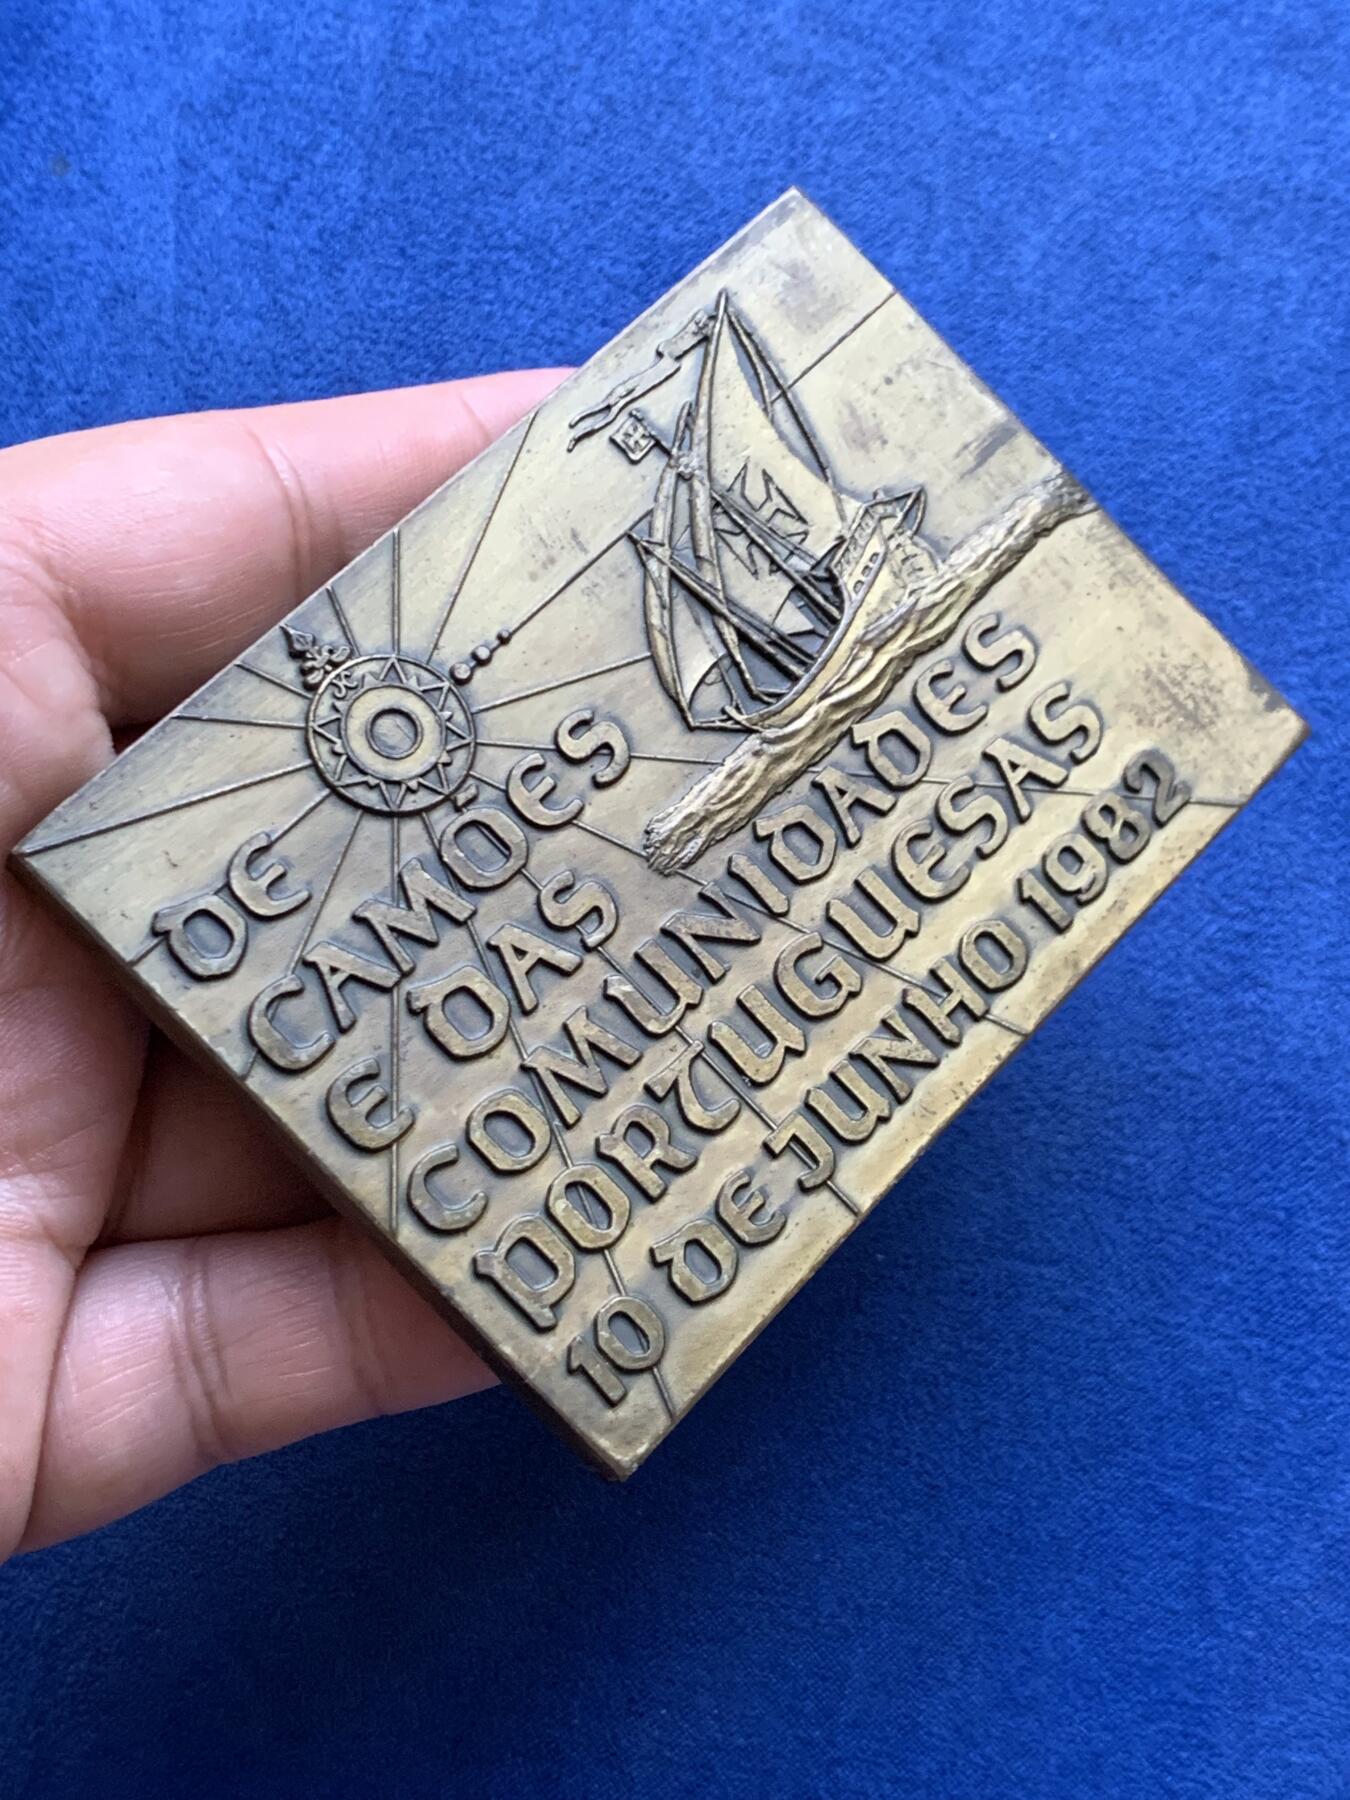 DE
CAMÕES
E DAS
COMUNIDADES
PORTUGUESAS
10 DE JUNHO 1982